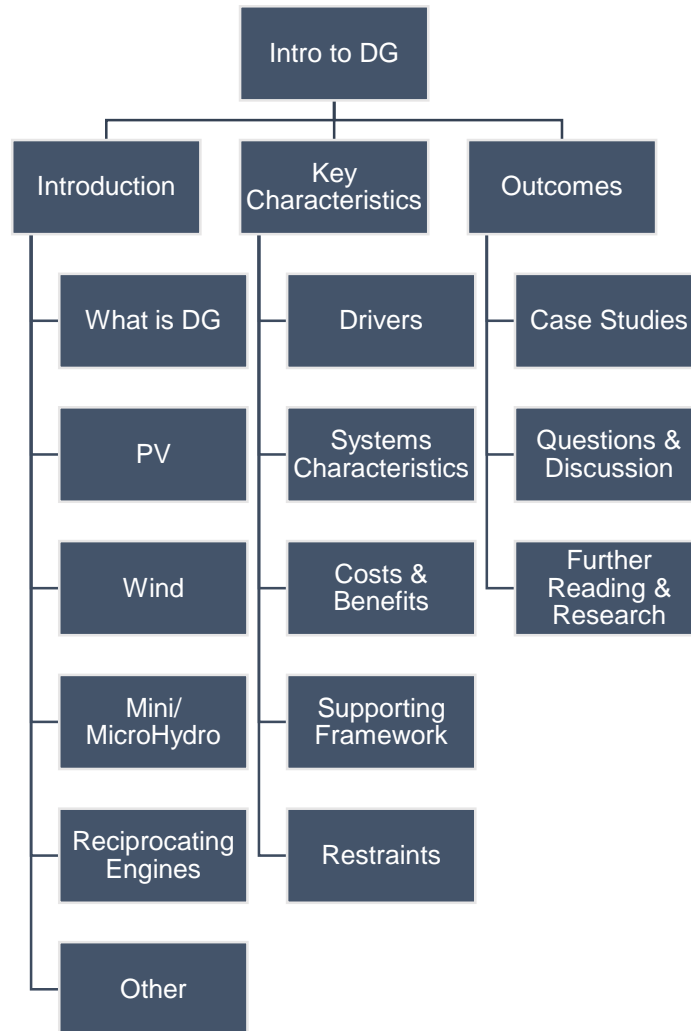 Intro to DG
Introduction
What is DG
PV
Wind
Mini/
MicroHydro
Reciprocating
Engines
Other
Key
Characteristics
Drivers
Systems
Characteristics
Costs &
Benefits
Supporting
Framework
Restraints
Outcomes
Case Studies
Questions &
Discussion
Further
Reading &
Research